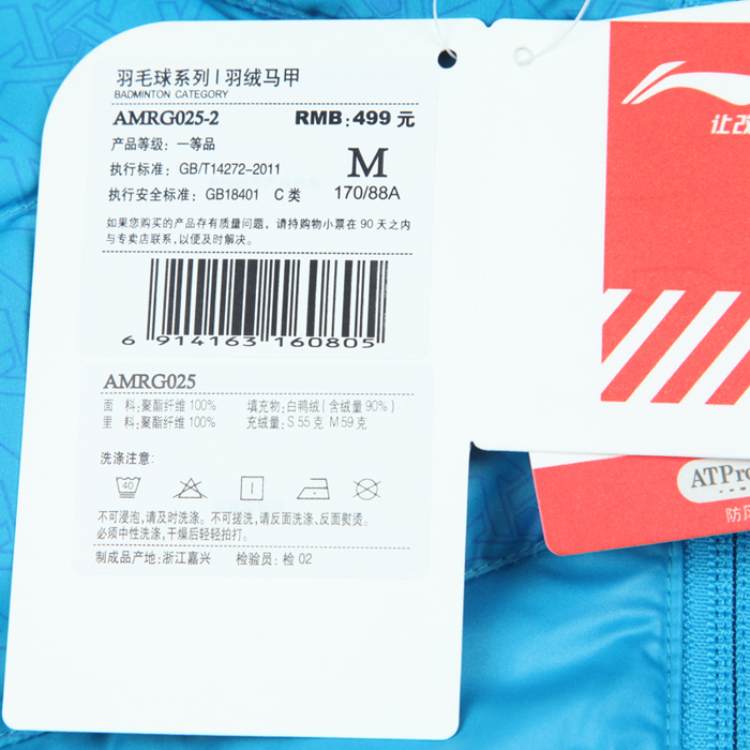 羽毛球系列 | 羽绒马甲
BADMINTON CATEGORY
AMRG025-2 RMB:499 元
产品等级: 一等品
执行标准: GB/T14272-2011
M
执行安全标准: GB18401 C 类
170/88A
如果您购买的产品存有质量问题, 请持购物小票在 90 天之内
与专卖店联系, 以便及时解决。
6 914163 160805
AMRG025
面 料: 聚酯纤维 100% 填充物: 白鸭绒 (含绒量 90%)
里 料: 聚酯纤维 100% 充绒量: S 55 克 M 59 克
洗涤注意:
40
不可浸泡, 请及时洗涤。不可搓洗, 请反面洗涤、反面熨烫。
必须中性洗涤, 干燥后轻轻拍打。
制成品产地: 浙江嘉兴 检验员: 检 02
让改
ATPro
防风